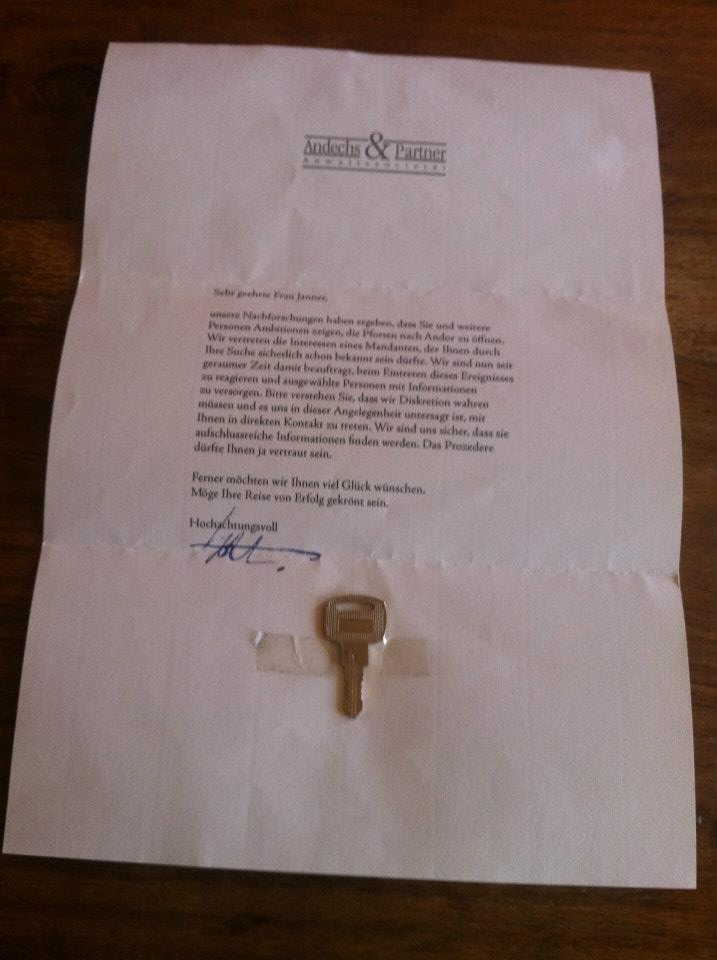 Andechs & Partner
Anwaltssozietät
Sehr geehrte Frau Janner,
unsere Nachforschungen haben ergeben, dass Sie und weitere
Personen Ambitionen zeigen, die Pforten nach Andor zu öffnen.
Wir vertreten die Interessen eines Mandanten, der Ihnen durch
Ihre Suche sicherlich schon bekannt sein dürfte. Wir sind nun seit
geraumer Zeit damit beauftragt, beim Eintreten dieses Ereignisses
zu reagieren und ausgewählte Personen mit Informationen
zu versorgen. Bitte verstehen Sie, dass wir Diskretion wahren
müssen und es uns in dieser Angelegenheit untersagt ist, mit
Ihnen in direkten Kontakt zu treten. Wir sind uns sicher, dass sie
aufschlussreiche Informationen finden werden. Das Prozedere
dürfte Ihnen ja vertraut sein.
Ferner möchten wir Ihnen viel Glück wünschen.
Möge Ihre Reise von Erfolg gekrönt sein.
Hochachtungsvoll